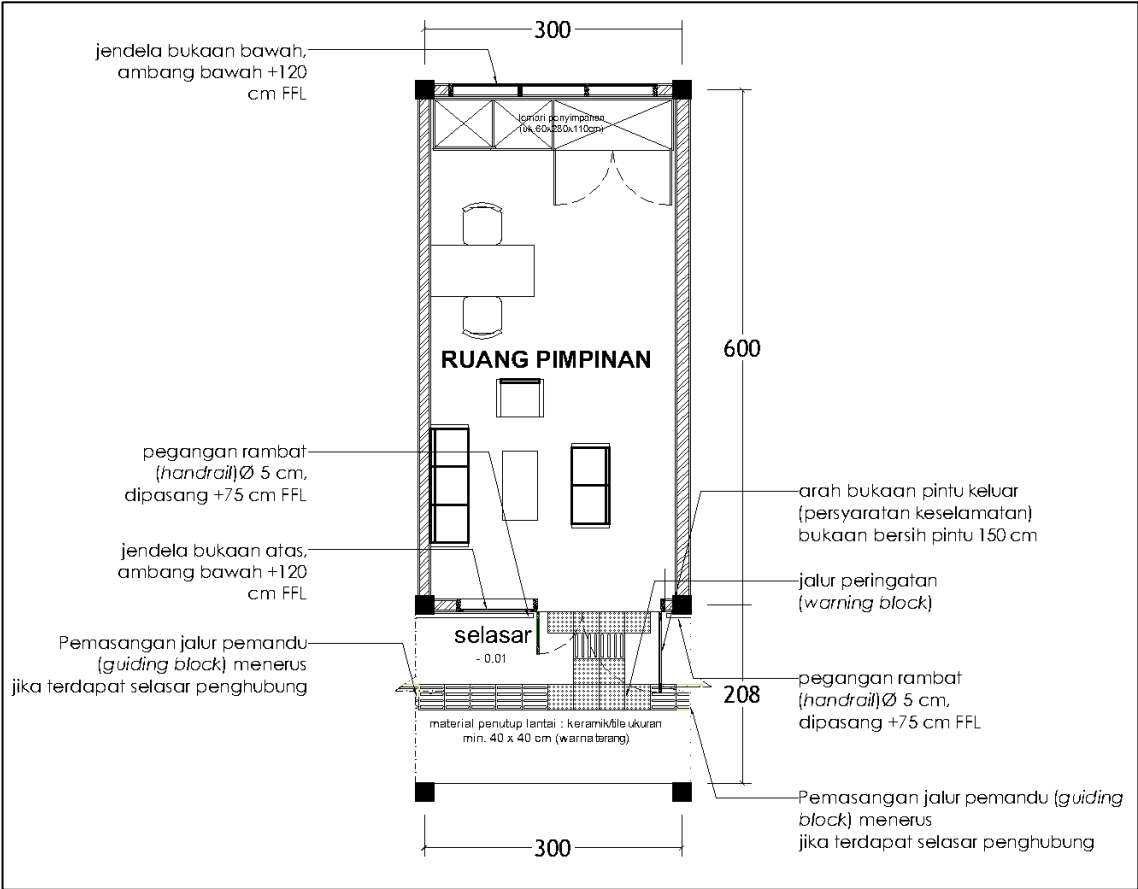 300
jendela bukaan bawah,
ambang bawah +120
cm FFL
lemari penyimpanan
(uk.60x280x110cm)
RUANG PIMPINAN
600
pegangan rambat
(handrail)Ø 5 cm,
dipasang +75 cm FFL
arah bukaan pintu keluar
(persyaratan keselamatan)
bukaan bersih pintu 150 cm
jendela bukaan atas,
ambang bawah +120
cm FFL
jalur peringatan
(warning block)
selasar
- 0.01
Pemasangan jalur pemandu
(guiding block) menerus
jika terdapat selasar penghubung
pegangan rambat
(handrail)Ø 5 cm,
dipasang +75 cm FFL
208
material penutup lantai : keramik/tile ukuran
min. 40 x 40 cm (warna terang)
Pemasangan jalur pemandu (guiding
block) menerus
jika terdapat selasar penghubung
300